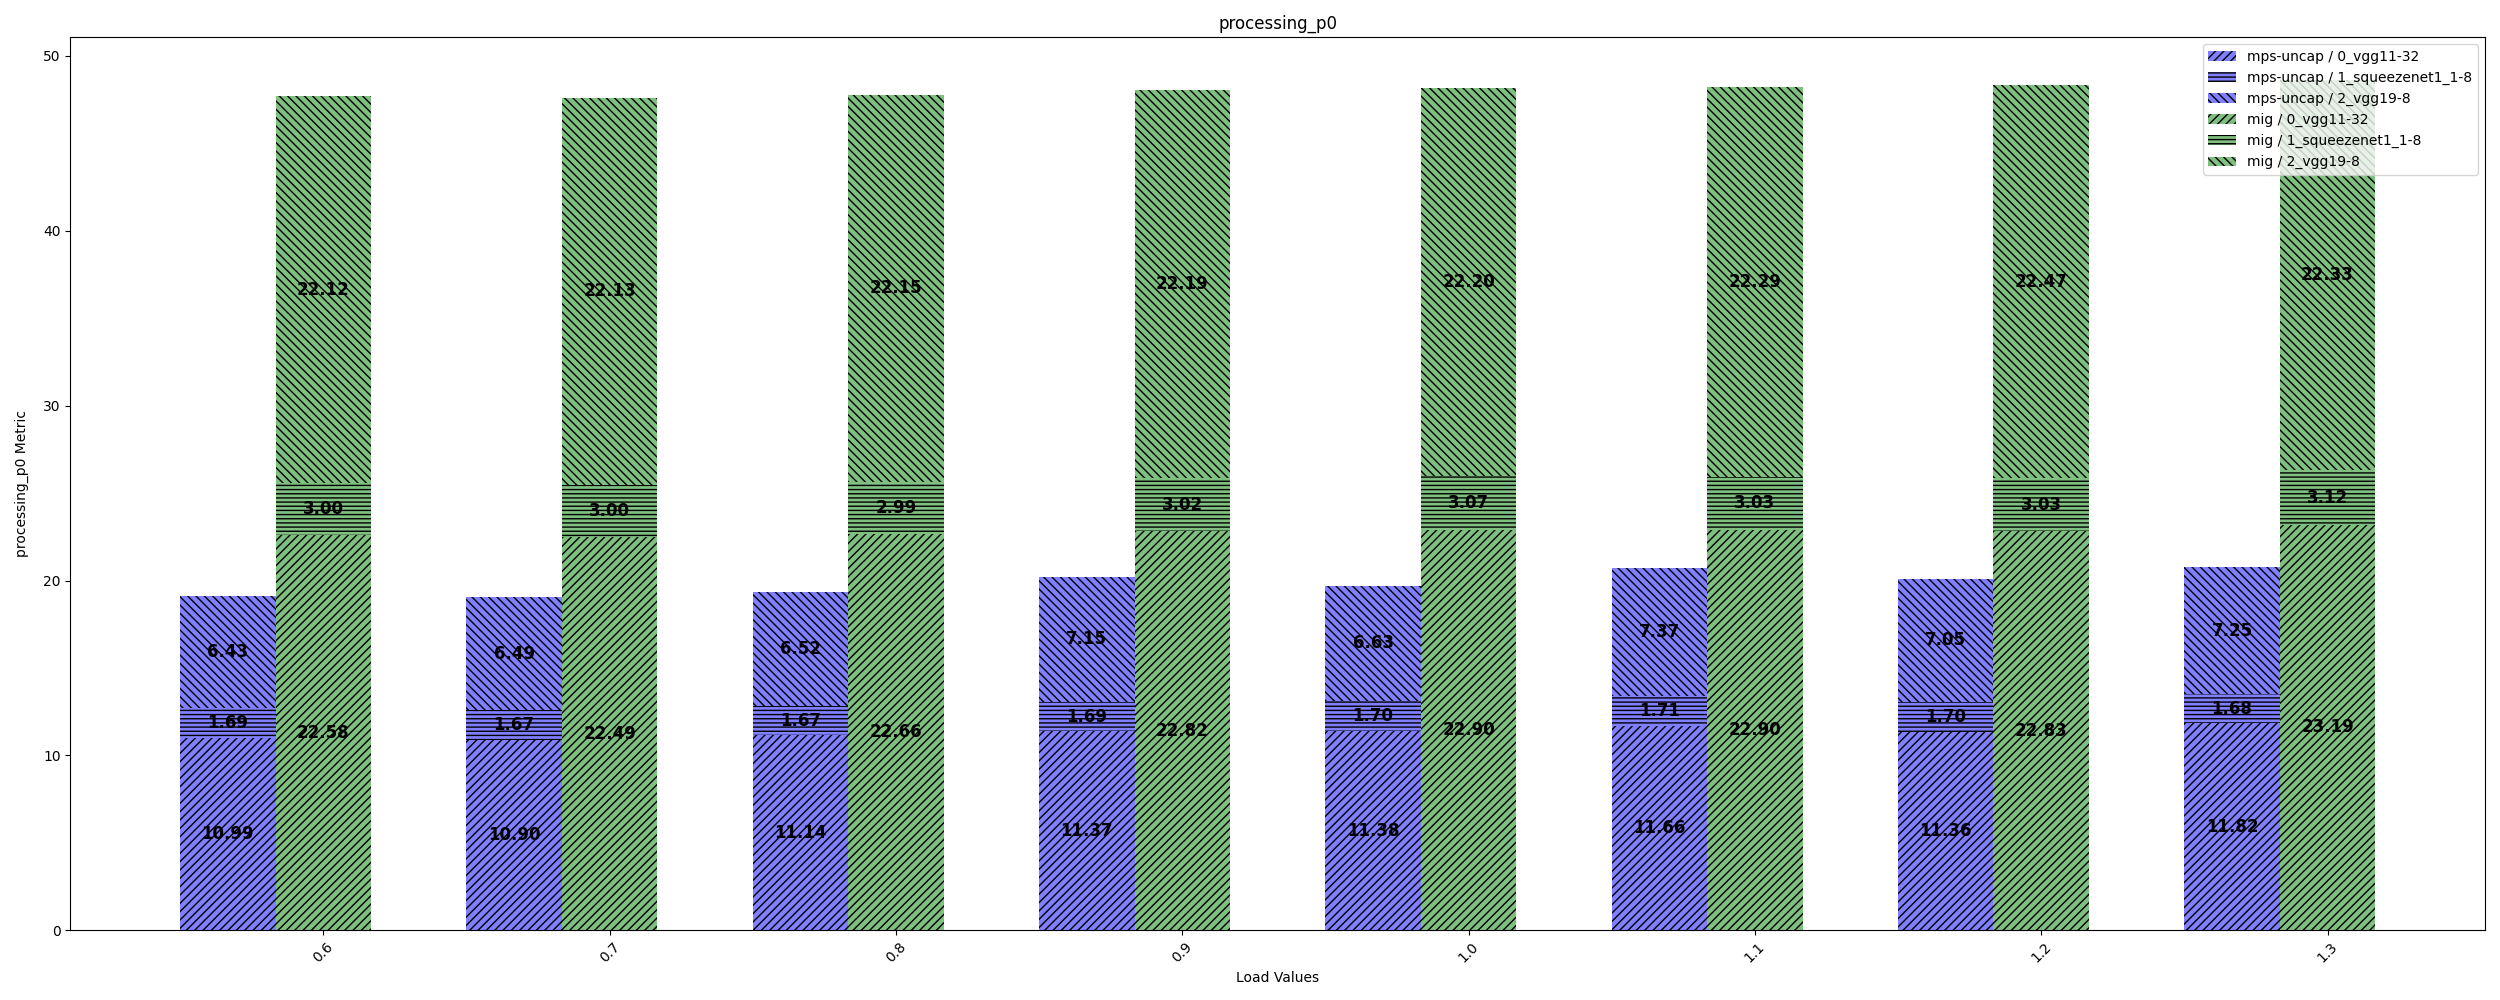 processing_p0
mps-uncap / 0_vgg11-32
mps-uncap / 1_squeezenet1_1-8
mps-uncap / 2_vgg19-8
mig / 0_vgg11-32
mig / 1_squeezenet1_1-8
mig / 2_vgg19-8
processing_p0 Metric
50
40
30
20
10
0
22.12 22.13 22.15 22.19 22.20 22.29 22.47 22.33
3.00 3.00 2.99 3.02 3.07 3.03 3.03 3.12
6.43 6.49 6.52 7.15 6.63 7.37 7.05 7.25
1.69 1.67 1.67 1.69 1.70 1.71 1.70 1.68
22.58 22.49 22.66 22.82 22.90 22.90 22.83 23.19
10.99 10.90 11.14 11.37 11.38 11.66 11.36 11.82
0.6 0.7 0.8 0.9 1.0 1.1 1.2 1.3
Load Values